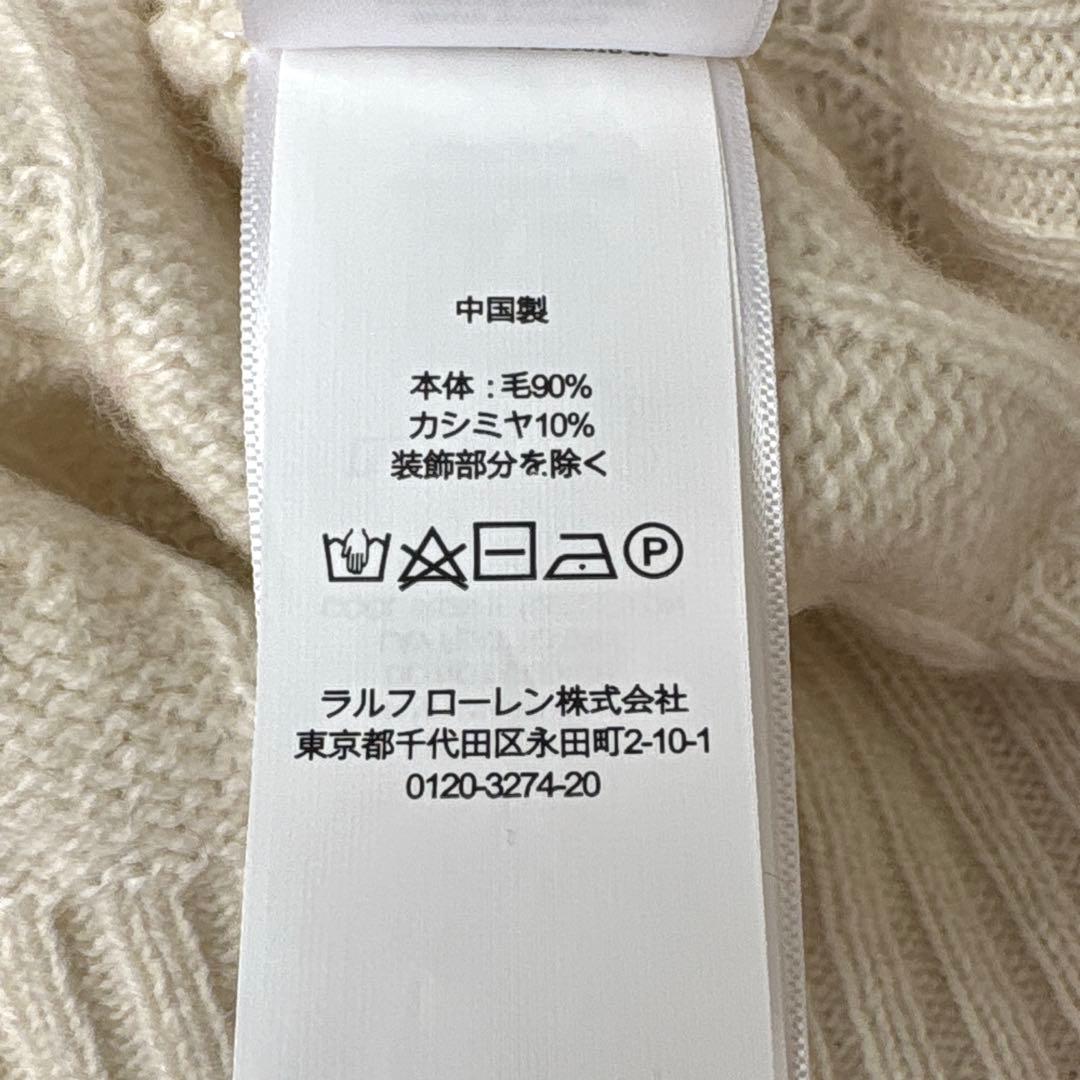 中国製
本体:毛90%
カシミヤ10%
装飾部分を除く
P
ラルフ ローレン株式会社
東京都千代田区永田町2-10-1
0120-3274-20